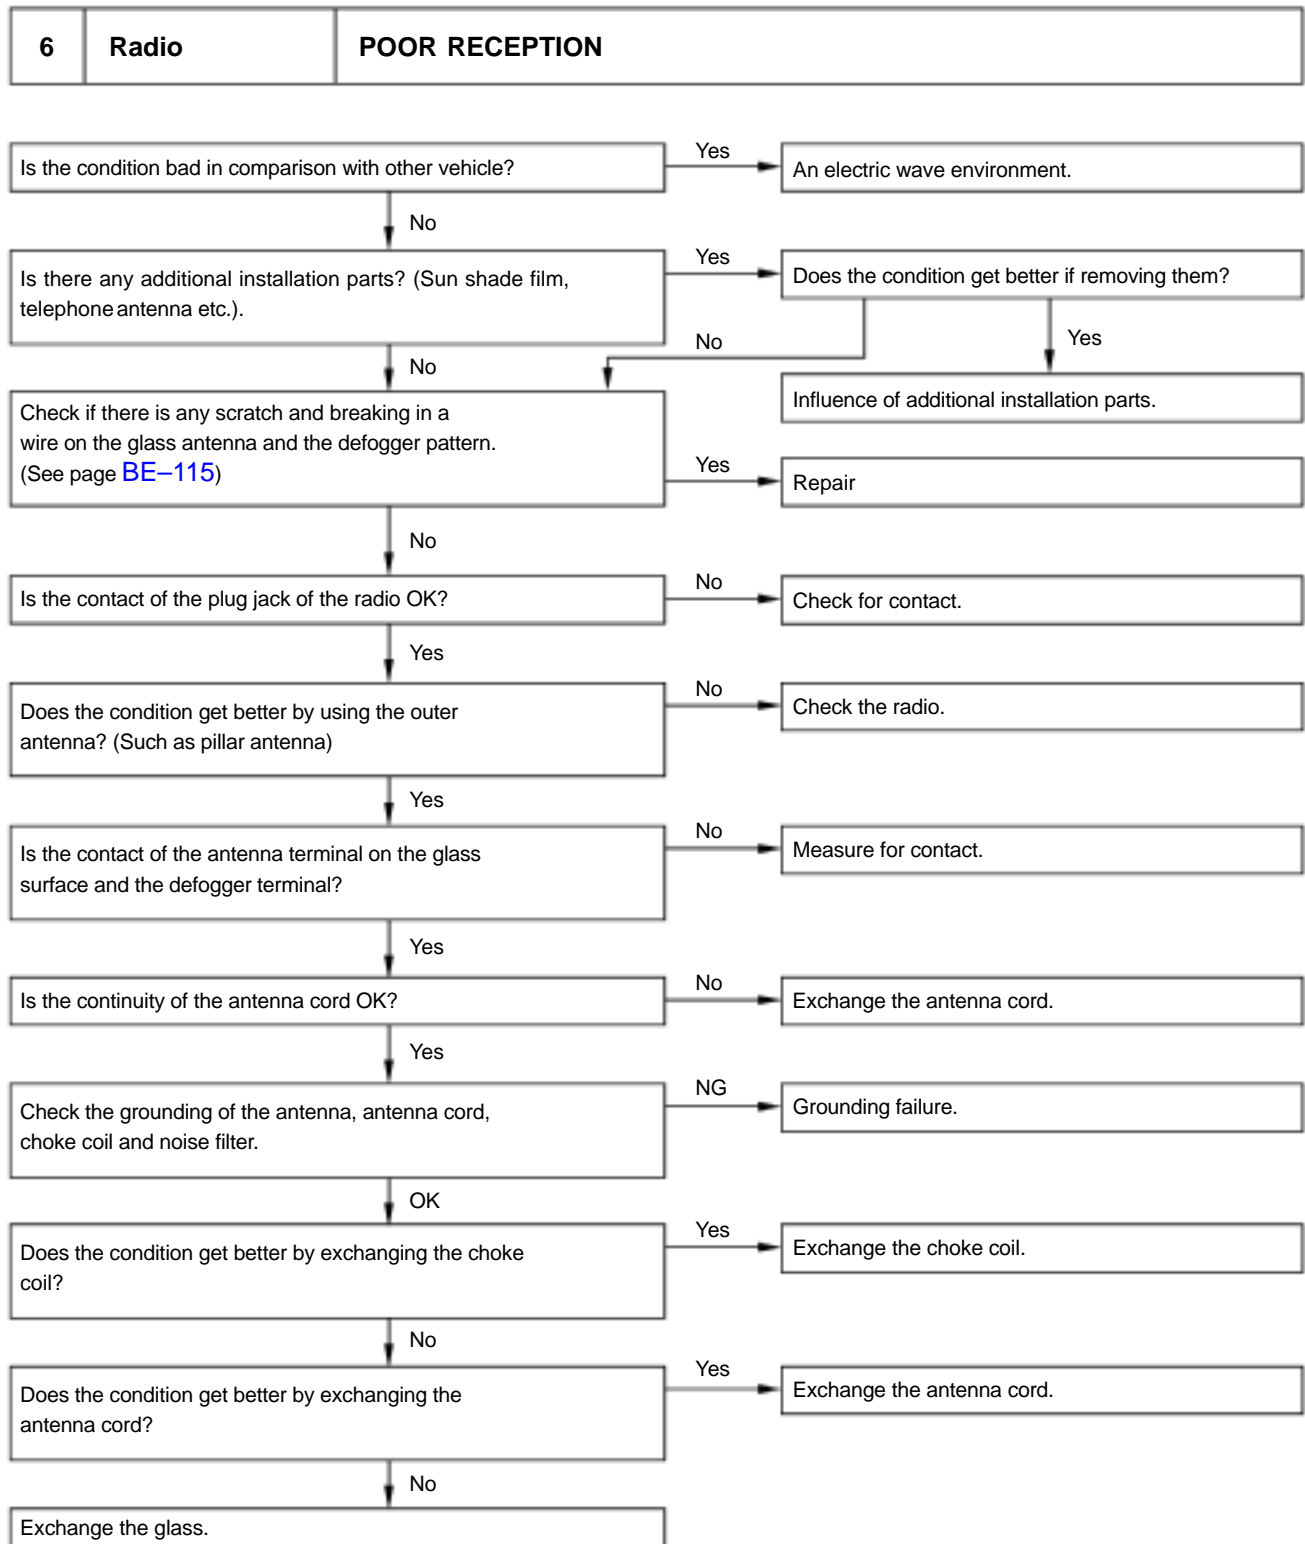 6 Radio POOR RECEPTION
Is the condition bad in comparison with other vehicle?
Yes
An electric wave environment.
No
Is there any additional installation parts? (Sun shade film,
telephone antenna etc.).
Yes
Does the condition get better if removing them?
No
Yes
No
Influence of additional installation parts.
Check if there is any scratch and breaking in a
wire on the glass antenna and the defogger pattern.
(See page BE–115)
Yes
Repair
No
Is the contact of the plug jack of the radio OK?
No
Check for contact.
Yes
Does the condition get better by using the outer
antenna? (Such as pillar antenna)
No
Check the radio.
Yes
Is the contact of the antenna terminal on the glass
surface and the defogger terminal?
No
Measure for contact.
Yes
Is the continuity of the antenna cord OK?
No
Exchange the antenna cord.
Yes
Check the grounding of the antenna, antenna cord,
choke coil and noise filter.
NG
Grounding failure.
OK
Does the condition get better by exchanging the choke
coil?
Yes
Exchange the choke coil.
No
Does the condition get better by exchanging the
antenna cord?
Yes
Exchange the antenna cord.
No
Exchange the glass.